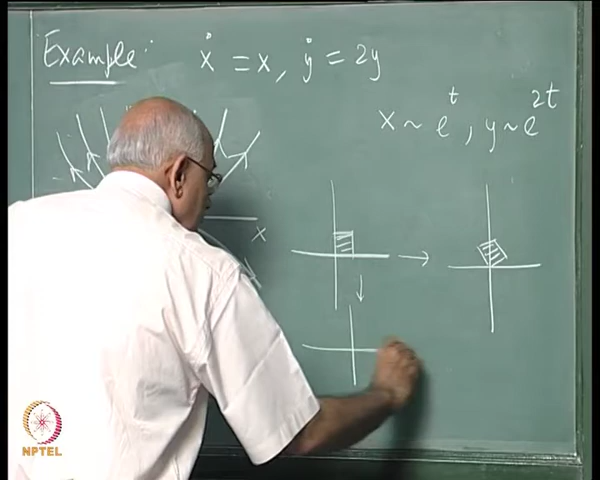 Example: ẋ = x, ẏ = 2y
x ~ e^t, y ~ e^2t
x
NPTEL